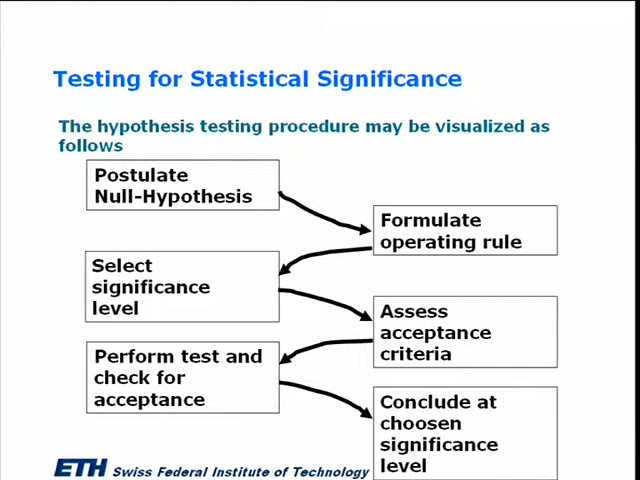 Testing for Statistical Significance
The hypothesis testing procedure may be visualized as
follows
Postulate
Null-Hypothesis
Formulate
operating rule
Select
significance
level
Assess
acceptance
criteria
Perform test and
check for
acceptance
Conclude at
choosen
significance
level
ETH Swiss Federal Institute of Technology